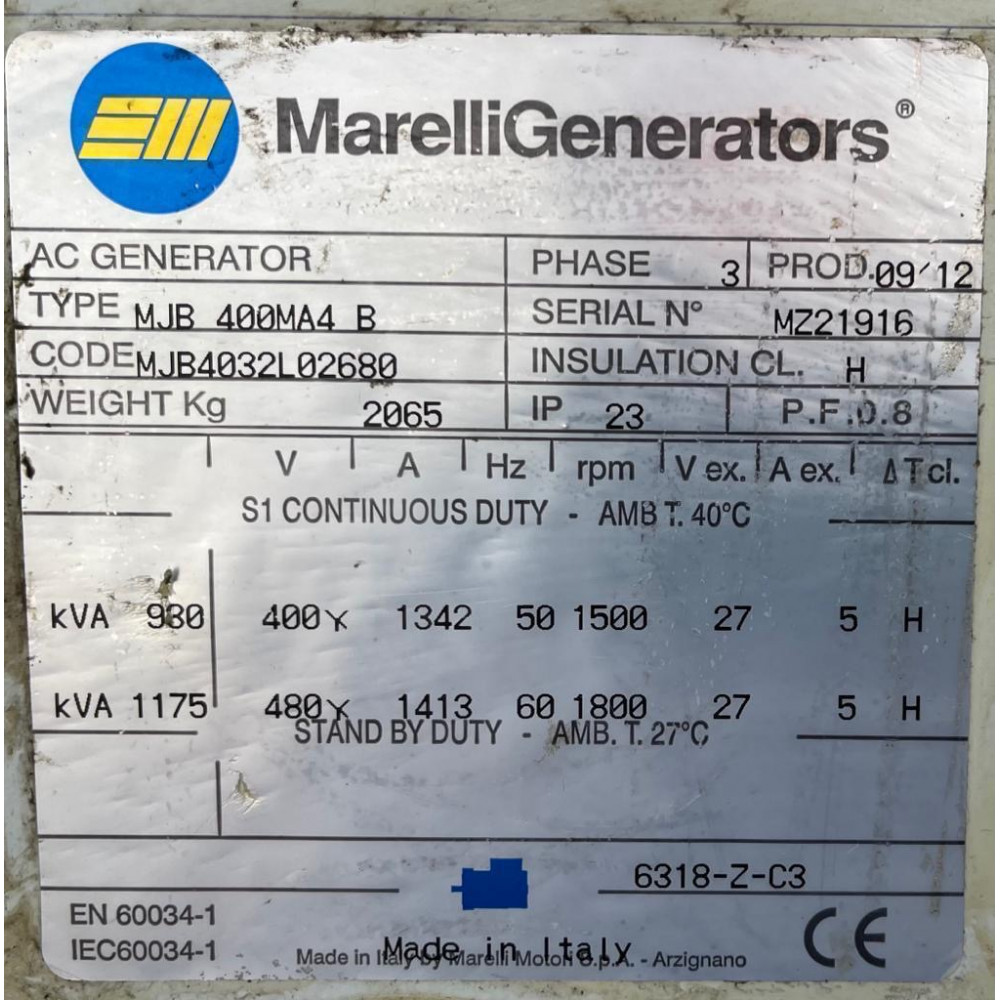 MarelliGenerators®
AC GENERATOR PHASE 3 PROD. 09'12
TYPE MJB 400MA4 B SERIAL N° MZ21916
CODE MJB4032L02680 INSULATION CL. H
WEIGHT Kg 2065 IP 23 P.F.0.8
V A Hz rpm V ex. A ex. ΔT cl.
S1 CONTINUOUS DUTY - AMB T. 40°C
kVA 930 400Y 1342 50 1500 27 5 H
kVA 1175 480Y 1413 60 1800 27 5 H
STAND BY DUTY - AMB. T. 27°C
6318-Z-C3
EN 60034-1
IEC60034-1
Made in Italy by Marelli Motori S.p.A. - Arzignano
Made in Italy
CE